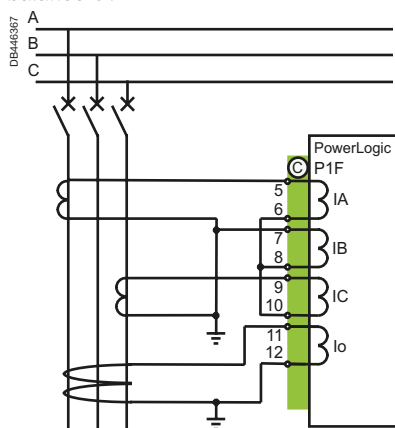 A
B
C
DB446367
PowerLogic
C P1F
5
6 IA
7
8 IB
9
10 IC
11
12 Io